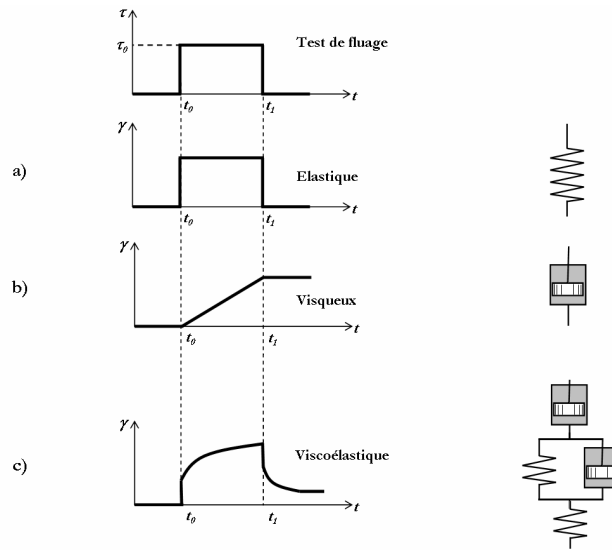 τ
τ₀
Test de fluage
t₀ t₁ t
a)
γ
Elastique
t₀ t₁ t
b)
γ
Visqueux
t₀ t₁ t
c)
γ
Viscoélastique
t₀ t₁ t